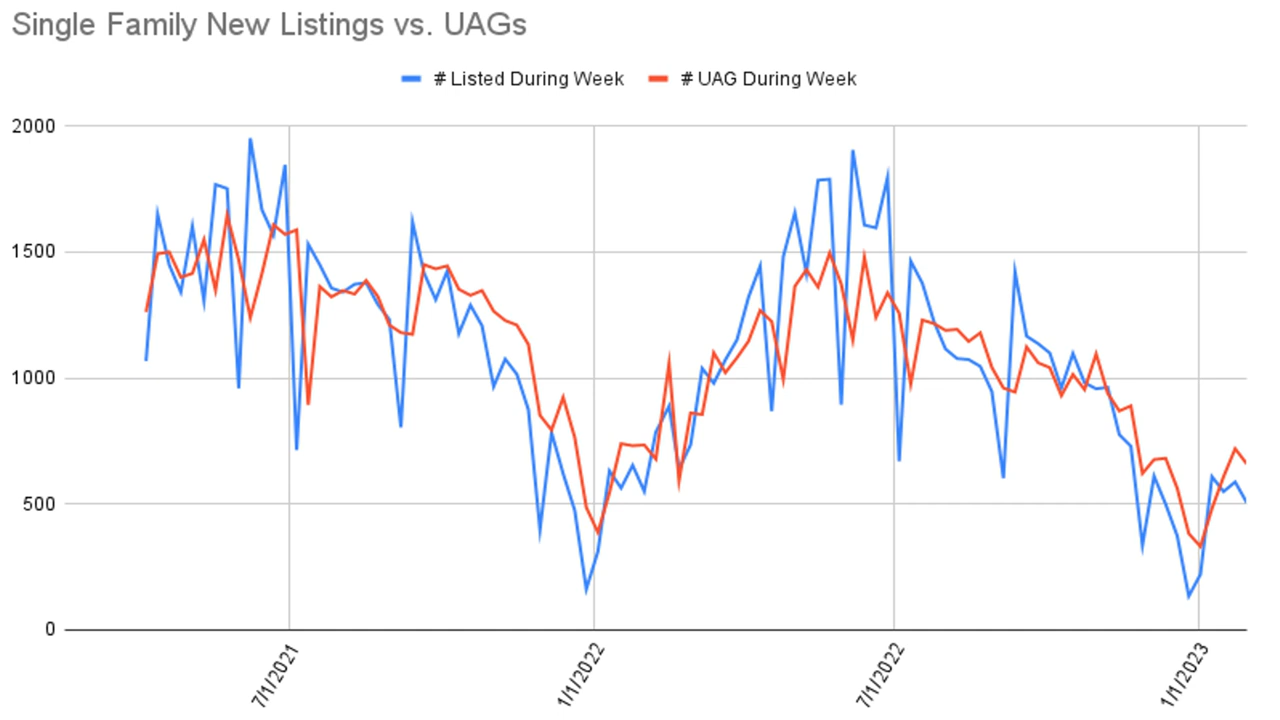 Single Family New Listings vs. UAGs
# Listed During Week # UAG During Week
2000
1500
1000
500
0
7/1/2021 1/1/2022 7/1/2022 1/1/2023